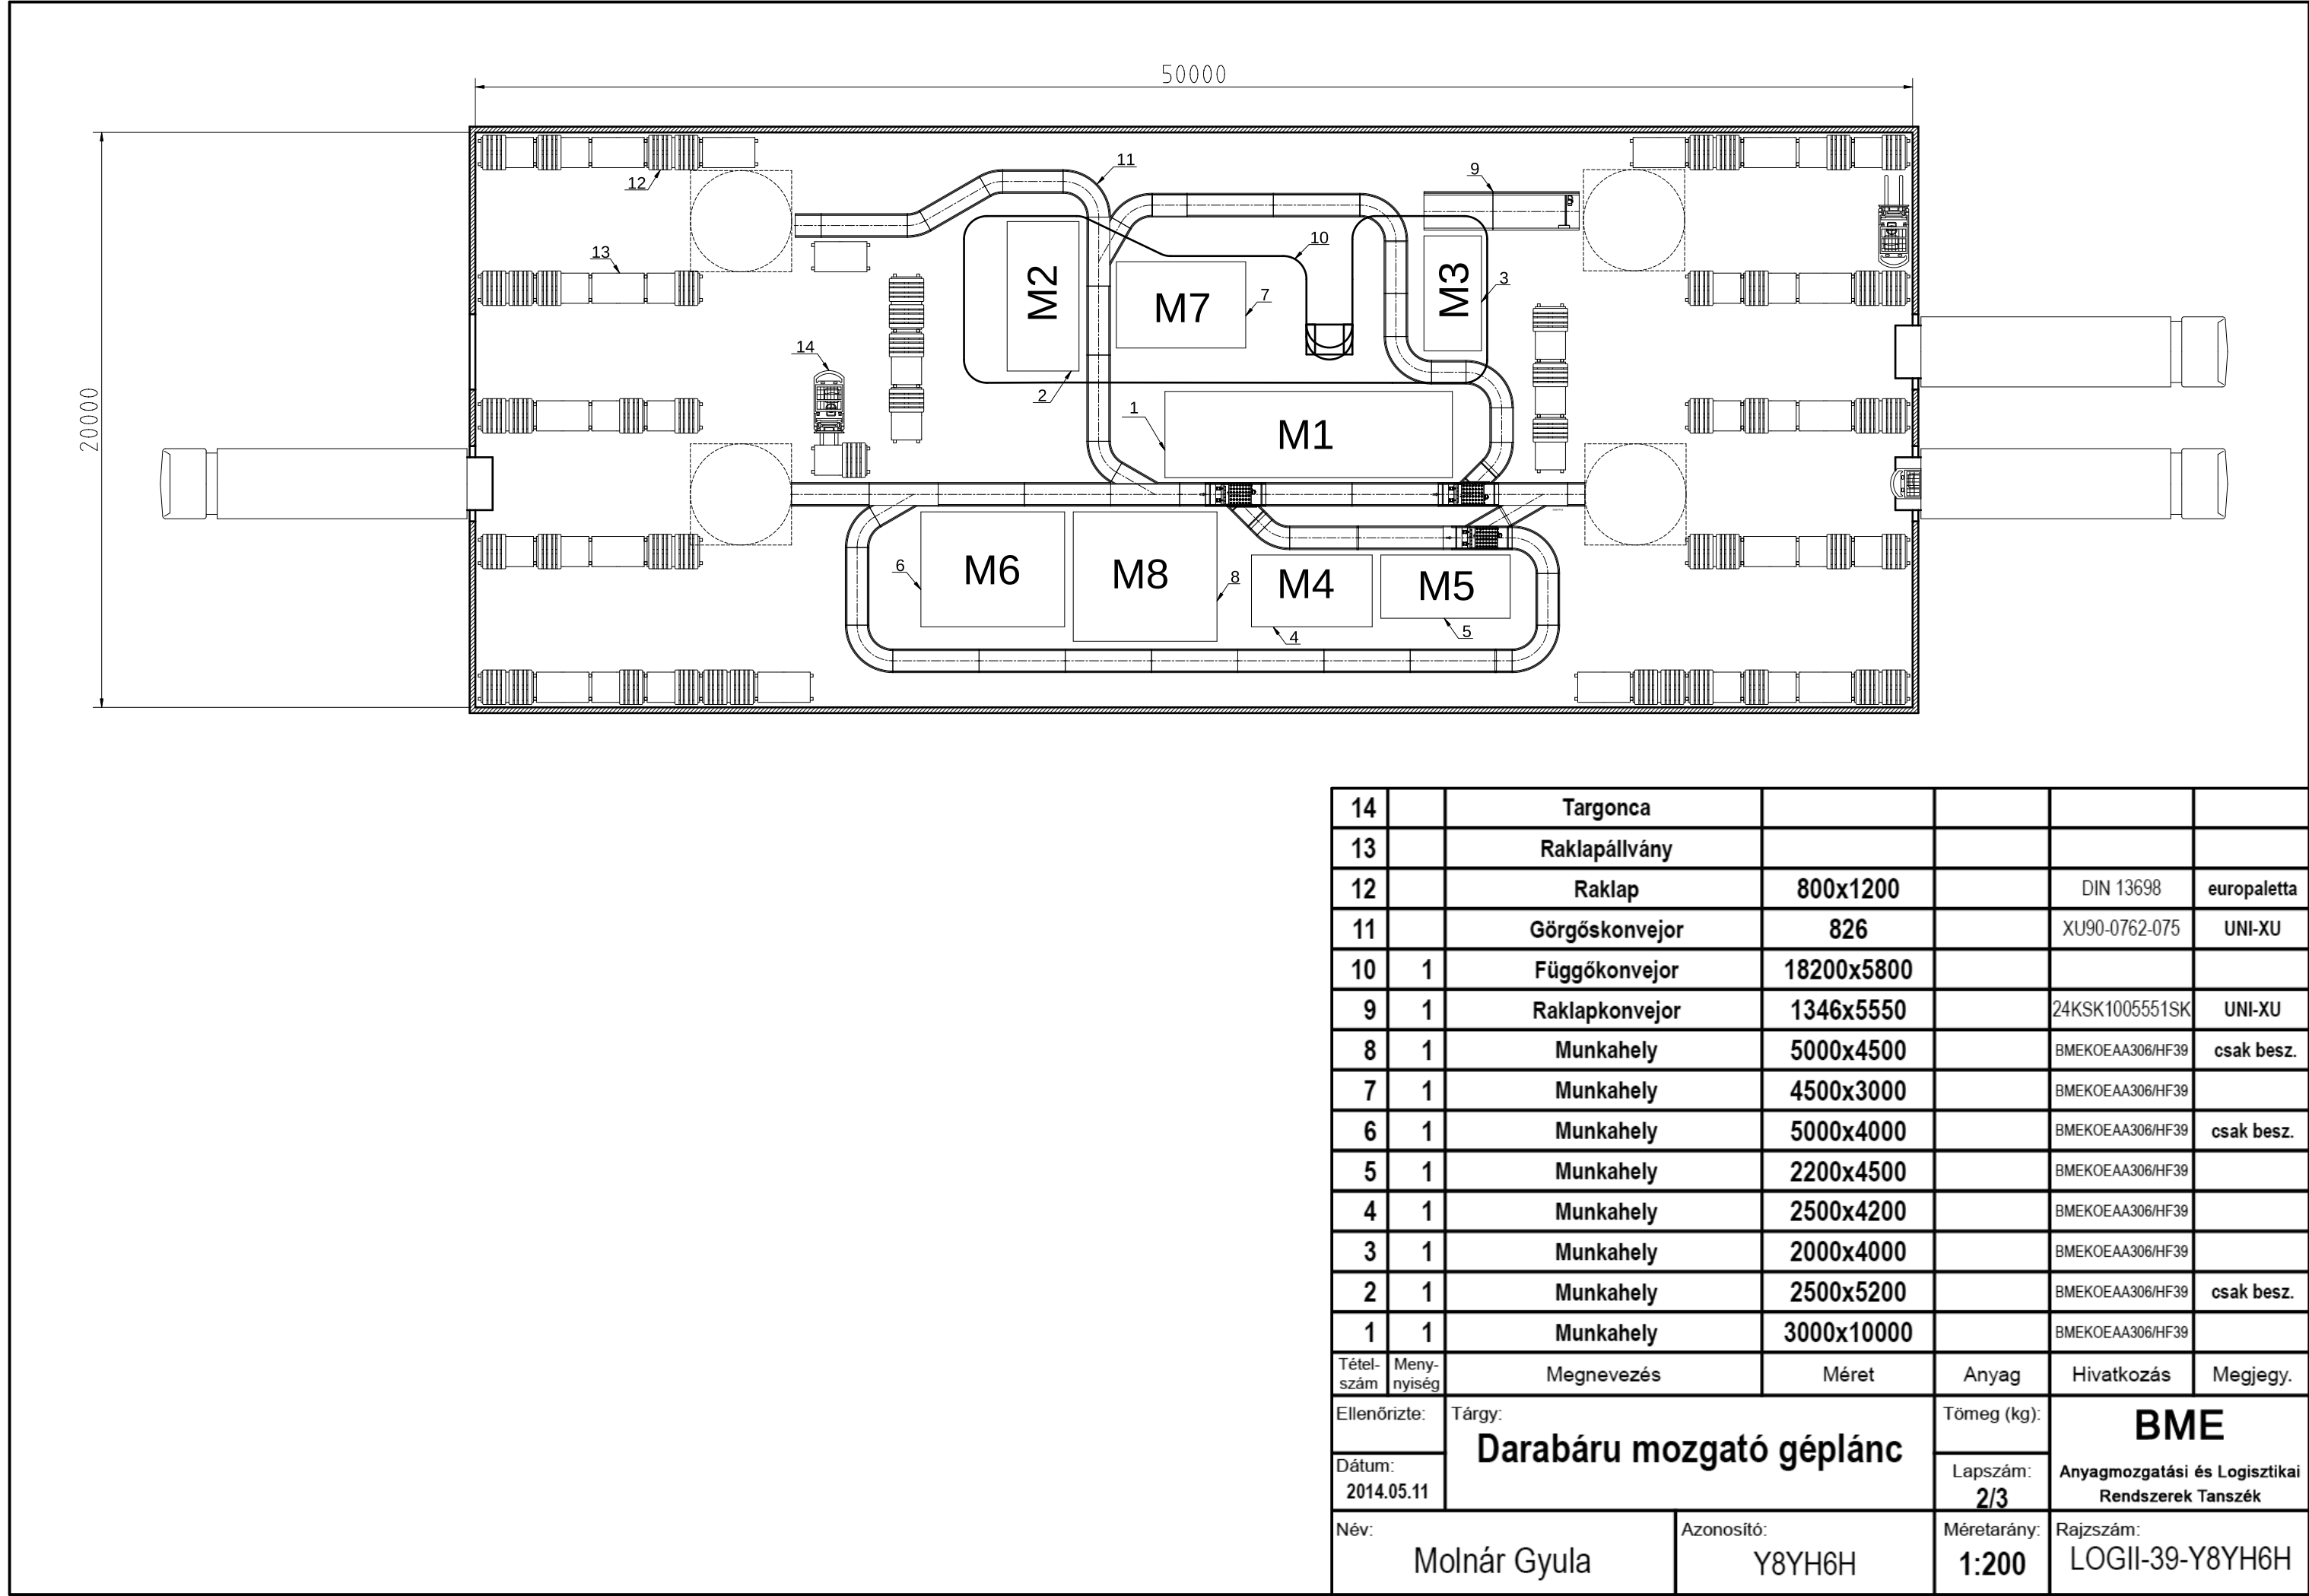 50000
20000
11
12
9
13
10
3
M2
M3
M7
7
14
2
1
M1
M6
M8
M4
M5
6
8
4
5
14 Targonca
13 Raklapállvány
12 Raklap 800x1200 DIN 13698 europaletta
11 Görgőskonvejor 826 XU90-0762-075 UNI-XU
10 1 Függőkonvejor 18200x5800
9 1 Raklapkonvejor 1346x5550 24KSK1005551SK UNI-XU
8 1 Munkahely 5000x4500 BMEKOEAA306/HF39 csak besz.
7 1 Munkahely 4500x3000 BMEKOEAA306/HF39
6 1 Munkahely 5000x4000 BMEKOEAA306/HF39 csak besz.
5 1 Munkahely 2200x4500 BMEKOEAA306/HF39
4 1 Munkahely 2500x4200 BMEKOEAA306/HF39
3 1 Munkahely 2000x4000 BMEKOEAA306/HF39
2 1 Munkahely 2500x5200 BMEKOEAA306/HF39 csak besz.
1 1 Munkahely 3000x10000 BMEKOEAA306/HF39
Tétel-szám Meny-nyiség Megnevezés Méret Anyag Hivatkozás Megjegy.
Ellenőrizte:
Dátum:
2014.05.11
Tárgy:
Darabáru mozgató géplánc
Tömeg (kg):
Lapszám:
2/3
BME
Anyagmozgatási és Logisztikai
Rendszerek Tanszék
Név:
Molnár Gyula
Azonosító:
Y8YH6H
Méretarány:
1:200
Rajzszám:
LOGII-39-Y8YH6H